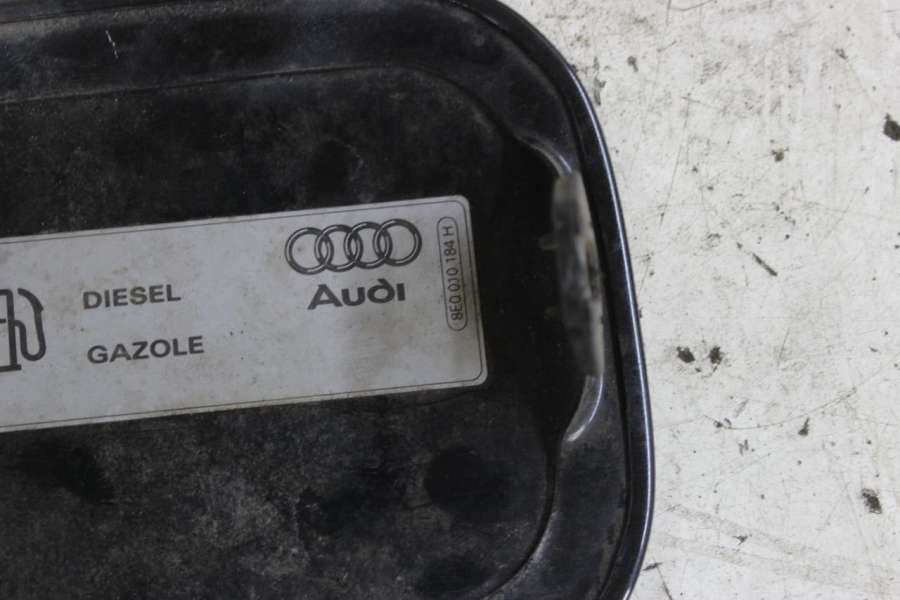 DIESEL
GAZOLE
Audi
8E0 010 184 H